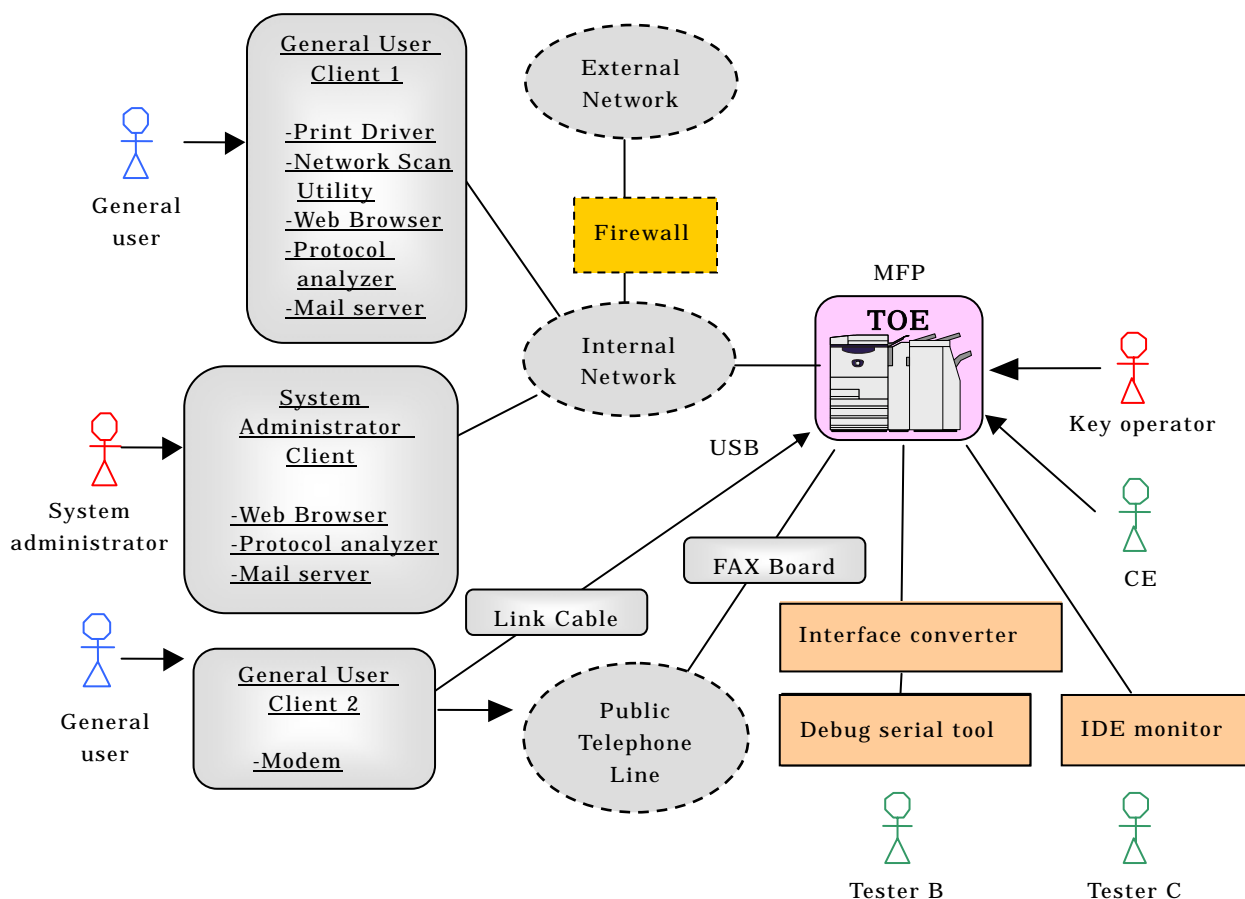 General User
Client 1
-Print Driver
-Network Scan
Utility
-Web Browser
-Protocol
analyzer
-Mail server
General
user
External
Network
Firewall
Internal
Network
MFP
TOE
Key operator
CE
System
Administrator
Client
-Web Browser
-Protocol analyzer
-Mail server
System
administrator
USB
FAX Board
Link Cable
General User
Client 2
-Modem
General
user
Public
Telephone
Line
Interface converter
Debug serial tool
IDE monitor
Tester B
Tester C